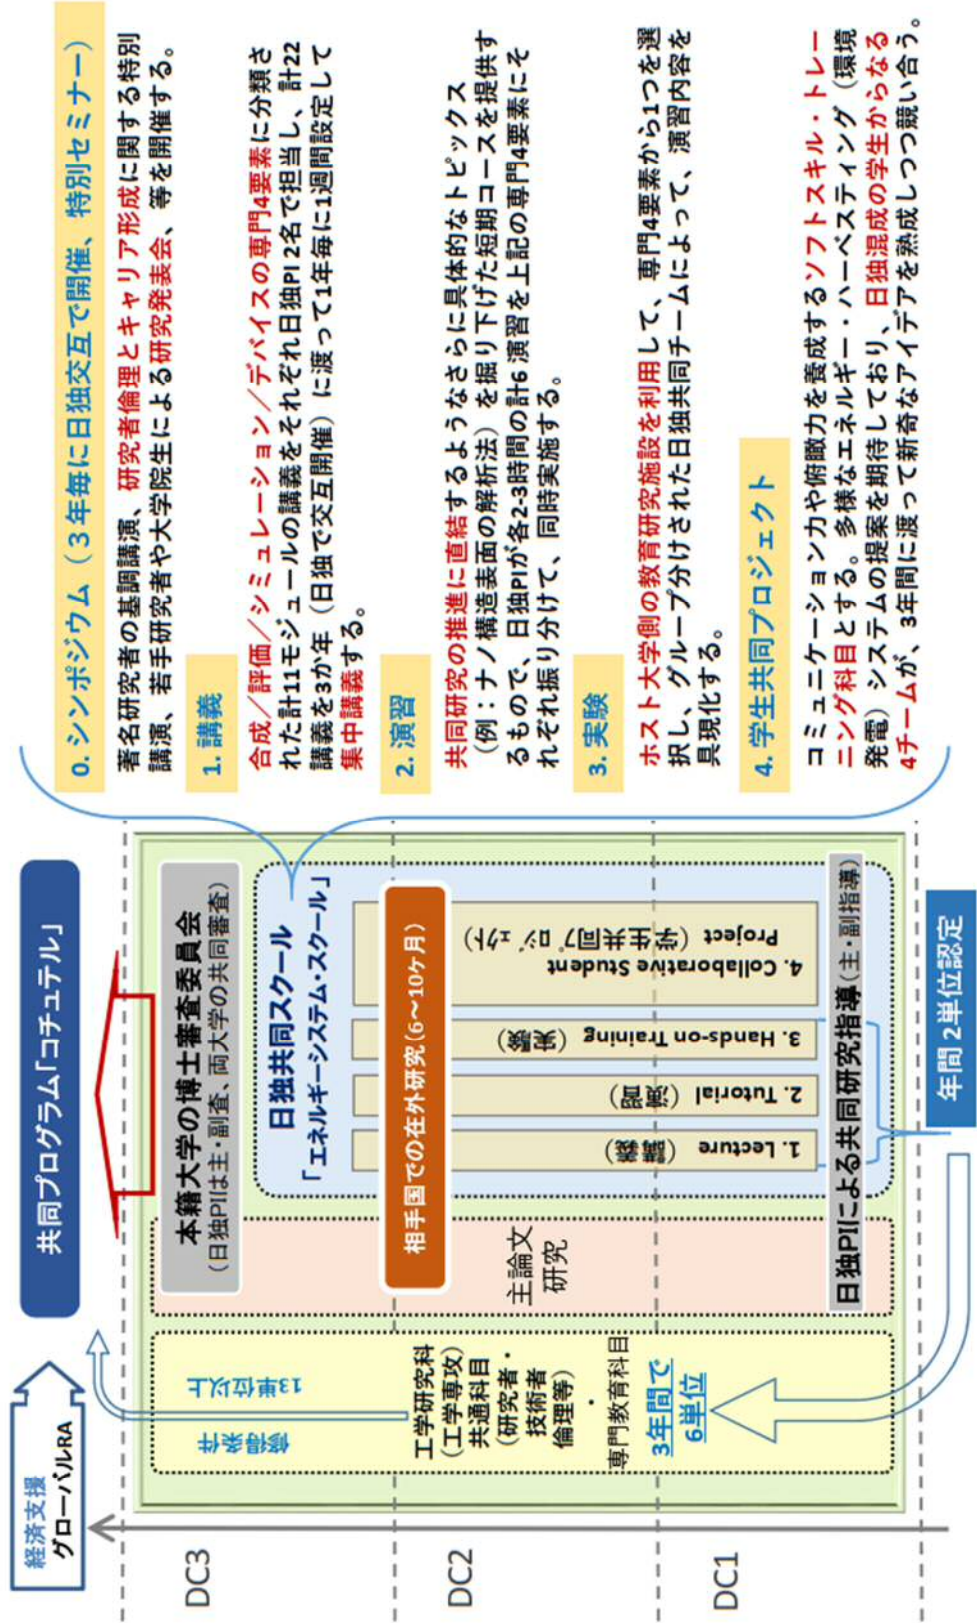 経済支援
グローバルRA
共同プログラム「コチュテル」
DC3
DC2
DC1
修得要件
13単位以上
工学研究科
(工学専攻)
共通科目
(研究者・
技術者
倫理等)
・
専門教育科目
3年間で
6単位
本籍大学の博士審査委員会
(日独PIは主・副査、両大学の共同審査)
主論文
研究
日独共同スクール
「エネルギーシステム・スクール」
相手国での在外研究(6〜10ヶ月)
1. Lecture (講義)
2. Tutorial (演習)
3. Hands-on Training (実験)
4. Collaborative Student
Project (学生共同プロジェクト)
日独PIによる共同研究指導(主・副指導)
年間 2単位認定
0. シンポジウム(3年毎に日独交互で開催、特別セミナー)
著名研究者の基調講演、研究者倫理とキャリア形成に関する特別
講演、若手研究者や大学院生による研究発表会、等を開催する。
1. 講義
合成/評価/シミュレーション/デバイスの専門4要素に分類さ
れた計11モジュールの講義をそれぞれ日独PI 2名で担当し、計22
講義を3か年(日独で交互開催)に渡って1年毎に1週間設定して
集中講義する。
2. 演習
共同研究の推進に直結するようなさらに具体的なトピックス
(例:ナノ構造表面の解析法)を掘り下げた短期コースを提供す
るもので、日独PIが各2-3時間の計6 演習を上記の専門4要素にそ
れぞれ振り分けて、同時実施する。
3. 実験
ホスト大学側の教育研究施設を利用して、専門4要素から1つを選
択し、グループ分けされた日独共同チームによって、演習内容を
具現化する。
4. 学生共同プロジェクト
コミュニケーション力や俯瞰力を養成するソフトスキル・トレー
ニング科目とする。多様なエネルギー・ハーベスティング(環境
発電)システムの提案を期待しており、日独混成の学生からなる
4チームが、3年間に渡って新奇なアイデアを熟成しつつ競い合う。